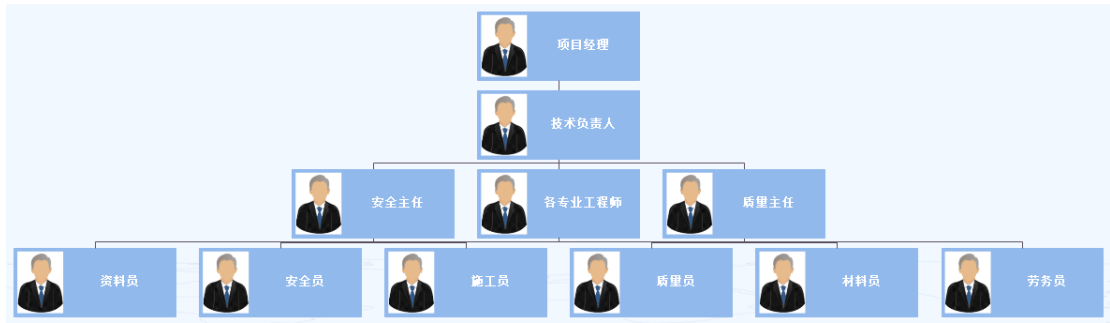 项目经理
技术负责人
安全主任
各专业工程师
质量主任
资料员
安全员
施工员
质量员
材料员
劳务员